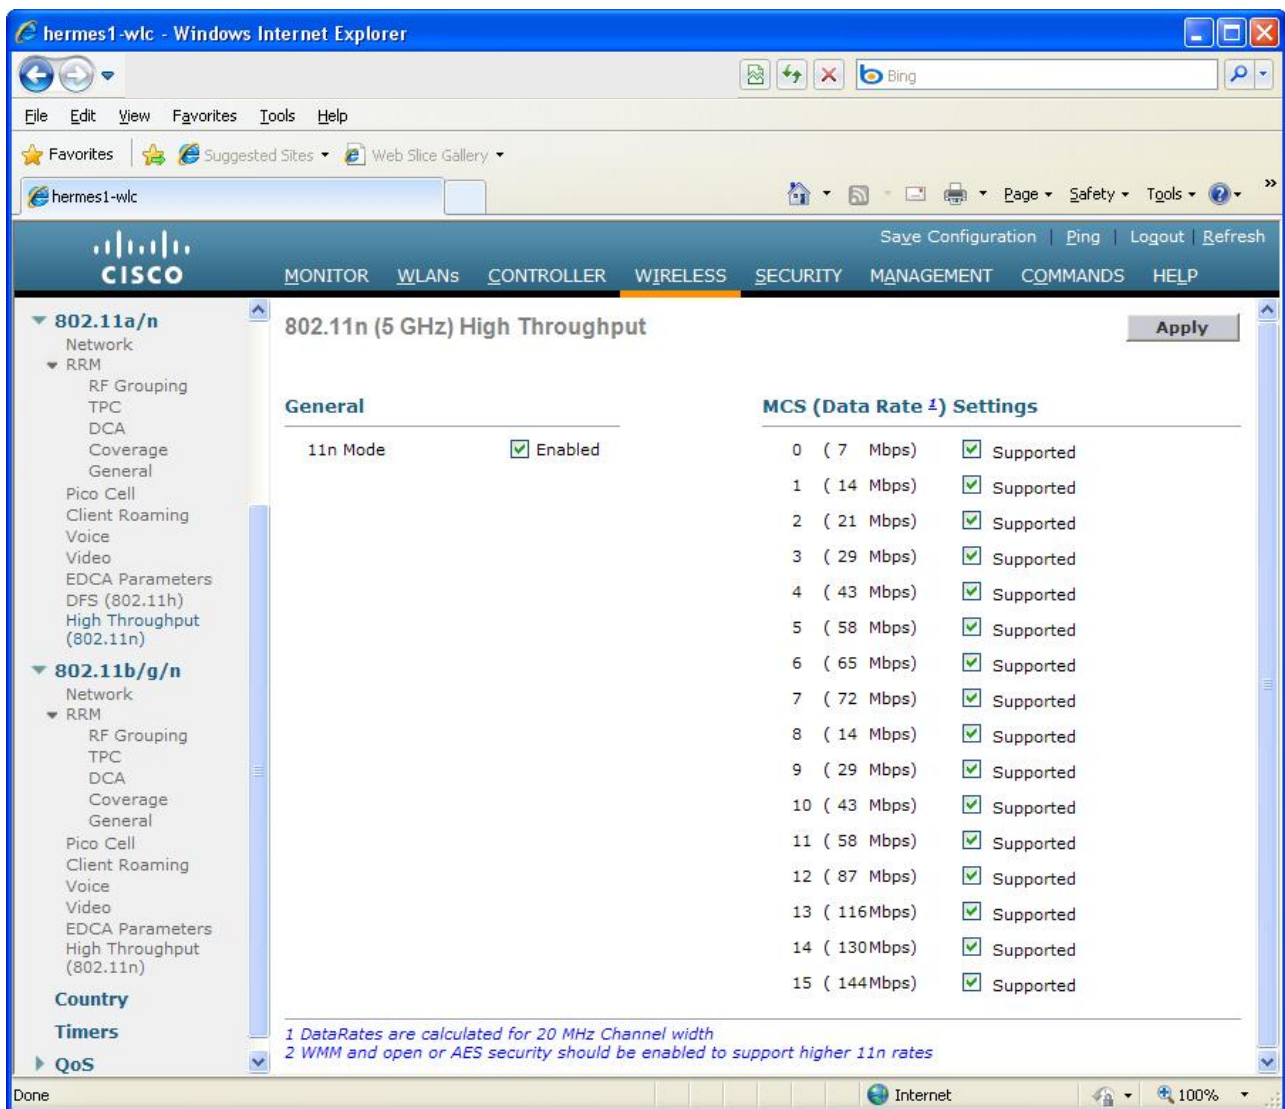 hermes1-wlc - Windows Internet Explorer
Bing
File Edit View Favorites Tools Help
Favorites Suggested Sites Web Slice Gallery
hermes1-wlc Page Safety Tools »
Save Configuration | Ping | Logout | Refresh
CISCO MONITOR WLANs CONTROLLER WIRELESS SECURITY MANAGEMENT COMMANDS HELP
802.11a/n
Network
RRM
RF Grouping
TPC
DCA
Coverage
General
Pico Cell
Client Roaming
Voice
Video
EDCA Parameters
DFS (802.11h)
High Throughput
(802.11n)
802.11b/g/n
Network
RRM
RF Grouping
TPC
DCA
Coverage
General
Pico Cell
Client Roaming
Voice
Video
EDCA Parameters
High Throughput
(802.11n)
Country
Timers
QoS
802.11n (5 GHz) High Throughput
Apply
General
11n Mode Enabled
MCS (Data Rate 1) Settings
0 ( 7 Mbps) Supported
1 ( 14 Mbps) Supported
2 ( 21 Mbps) Supported
3 ( 29 Mbps) Supported
4 ( 43 Mbps) Supported
5 ( 58 Mbps) Supported
6 ( 65 Mbps) Supported
7 ( 72 Mbps) Supported
8 ( 14 Mbps) Supported
9 ( 29 Mbps) Supported
10 ( 43 Mbps) Supported
11 ( 58 Mbps) Supported
12 ( 87 Mbps) Supported
13 ( 116Mbps) Supported
14 ( 130Mbps) Supported
15 ( 144Mbps) Supported
1 DataRates are calculated for 20 MHz Channel width
2 WMM and open or AES security should be enabled to support higher 11n rates
Done Internet 100%